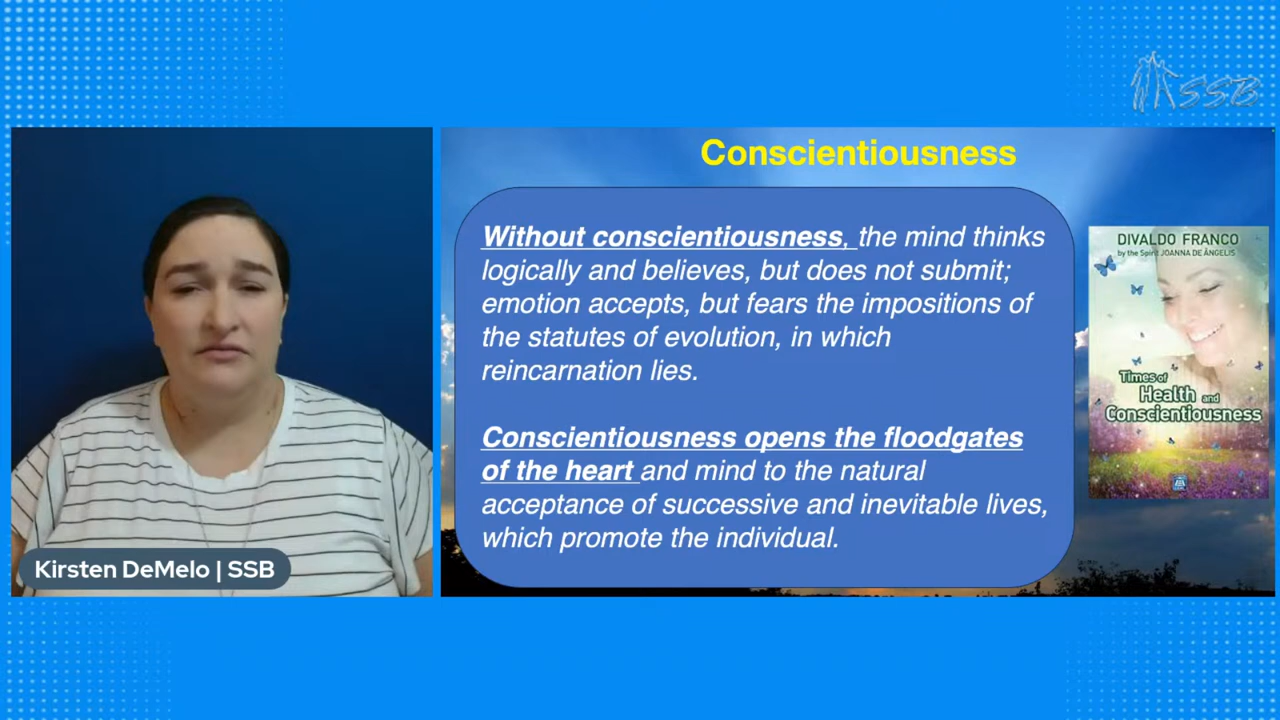 SSB
Conscientiousness
Without conscientiousness, the mind thinks
logically and believes, but does not submit;
emotion accepts, but fears the impositions of
the statutes of evolution, in which
reincarnation lies.
Conscientiousness opens the floodgates
of the heart and mind to the natural
acceptance of successive and inevitable lives,
which promote the individual.
DIVALDO FRANCO
by the Spirit JOANNA DE ÂNGELIS
Times of
Health and
Conscientiousness
Kirsten DeMelo | SSB